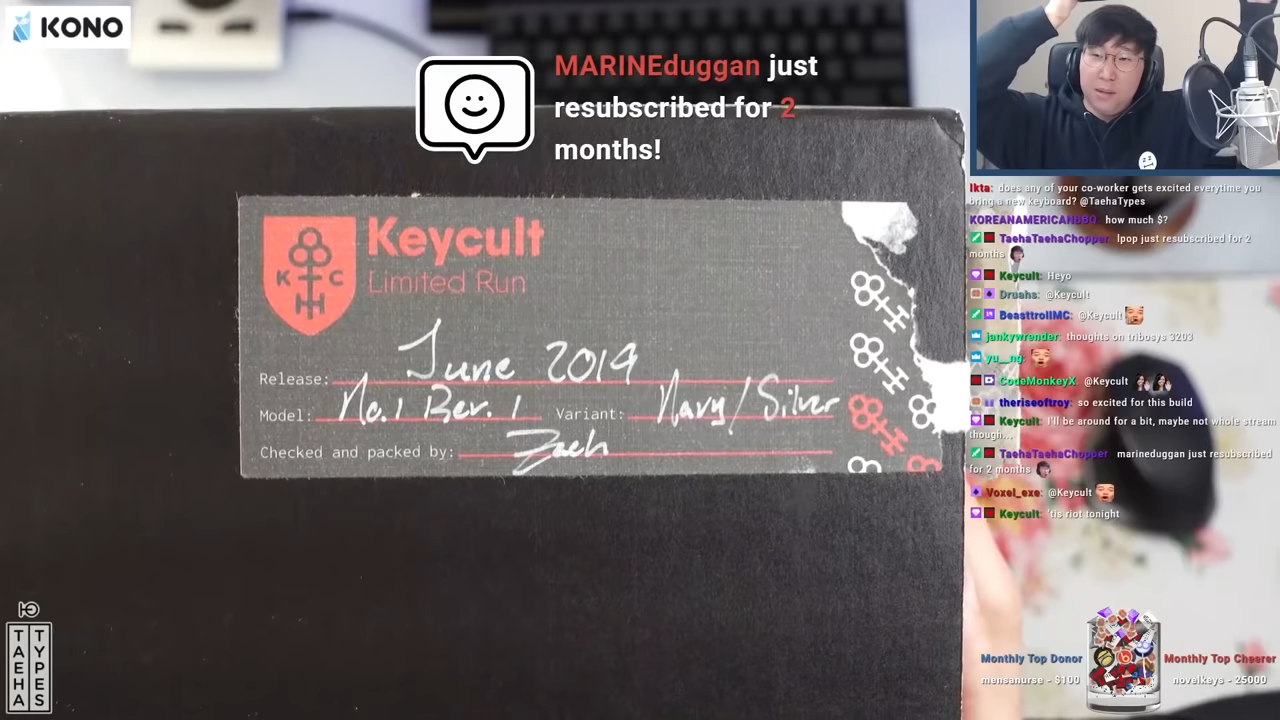 KONO
MARINEduggan just
resubscribed for 2
months!
Keycult
Limited Run
K C
Release: June 2019
Model: No.1 Rev. 1 Variant: Navy/Silver
Checked and packed by: Zach
Ikta: does any of your co-worker gets excited everytime you
bring a new keyboard? @TaehaTypes
KOREANAMERICANBBQ: how much $?
TaehaTaehaChopper: lpop just resubscribed for 2
months
Keycult: Heyo
Druahs: @Keycult
BeasttrollMC: @Keycult
jankywrender: thoughts on tribosys 3203
yu__ng:
CodeMonkeyX: @Keycult
theriseoftroy: so excited for this build
Keycult: I'll be around for a bit, maybe not whole stream
though...
TaehaTaehaChopper: marineduggan just resubscribed
for 2 months
Voxel_exe: @Keycult
Keycult: 'tis riot tonight
TAEHA
TYPES
Monthly Top Donor
mensanurse - $100
Monthly Top Cheerer
novelkeys - 25000